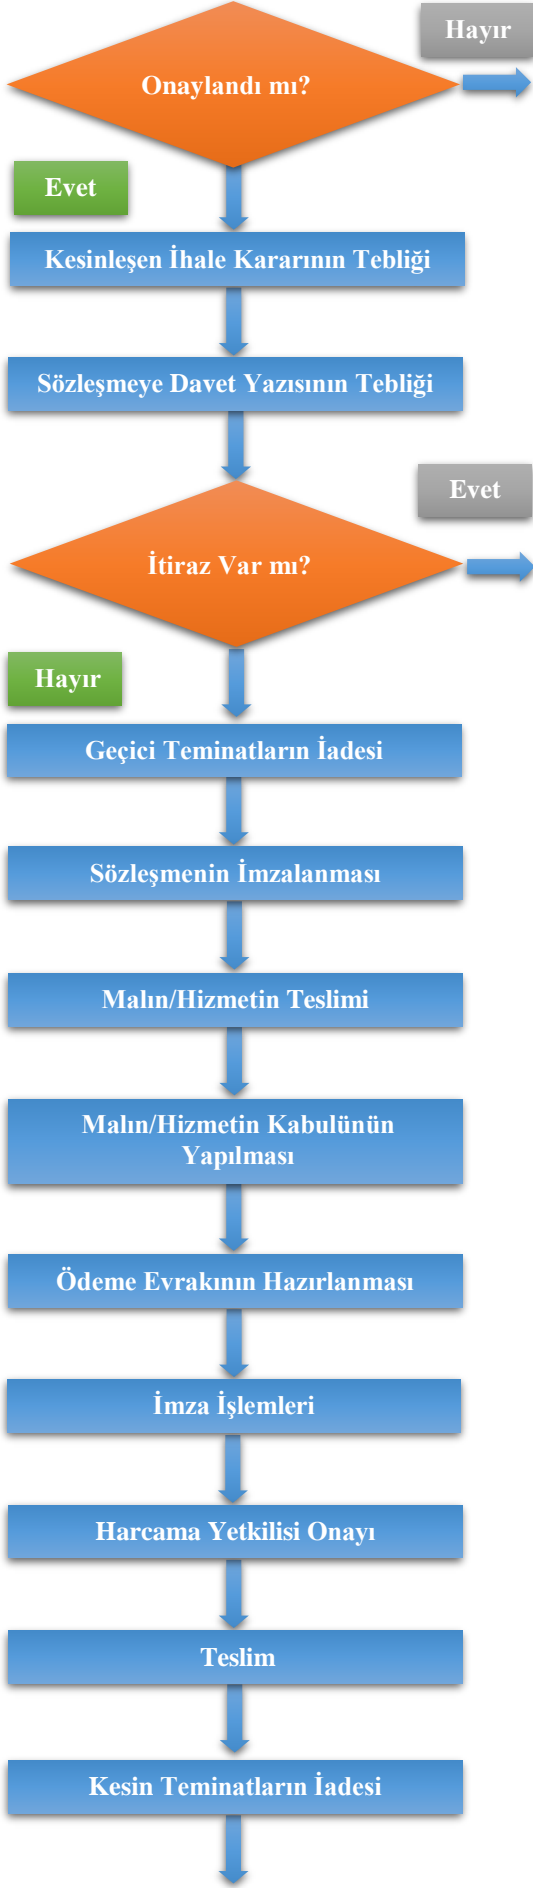 Hayır
Onaylandı mı?
Evet
Kesinleşen İhale Kararının Tebliği
Sözleşmeye Davet Yazısının Tebliği
Evet
İtiraz Var mı?
Hayır
Geçici Teminatların İadesi
Sözleşmenin İmzalanması
Malın/Hizmetin Teslimi
Malın/Hizmetin Kabulünün
Yapılması
Ödeme Evrakının Hazırlanması
İmza İşlemleri
Harcama Yetkilisi Onayı
Teslim
Kesin Teminatların İadesi